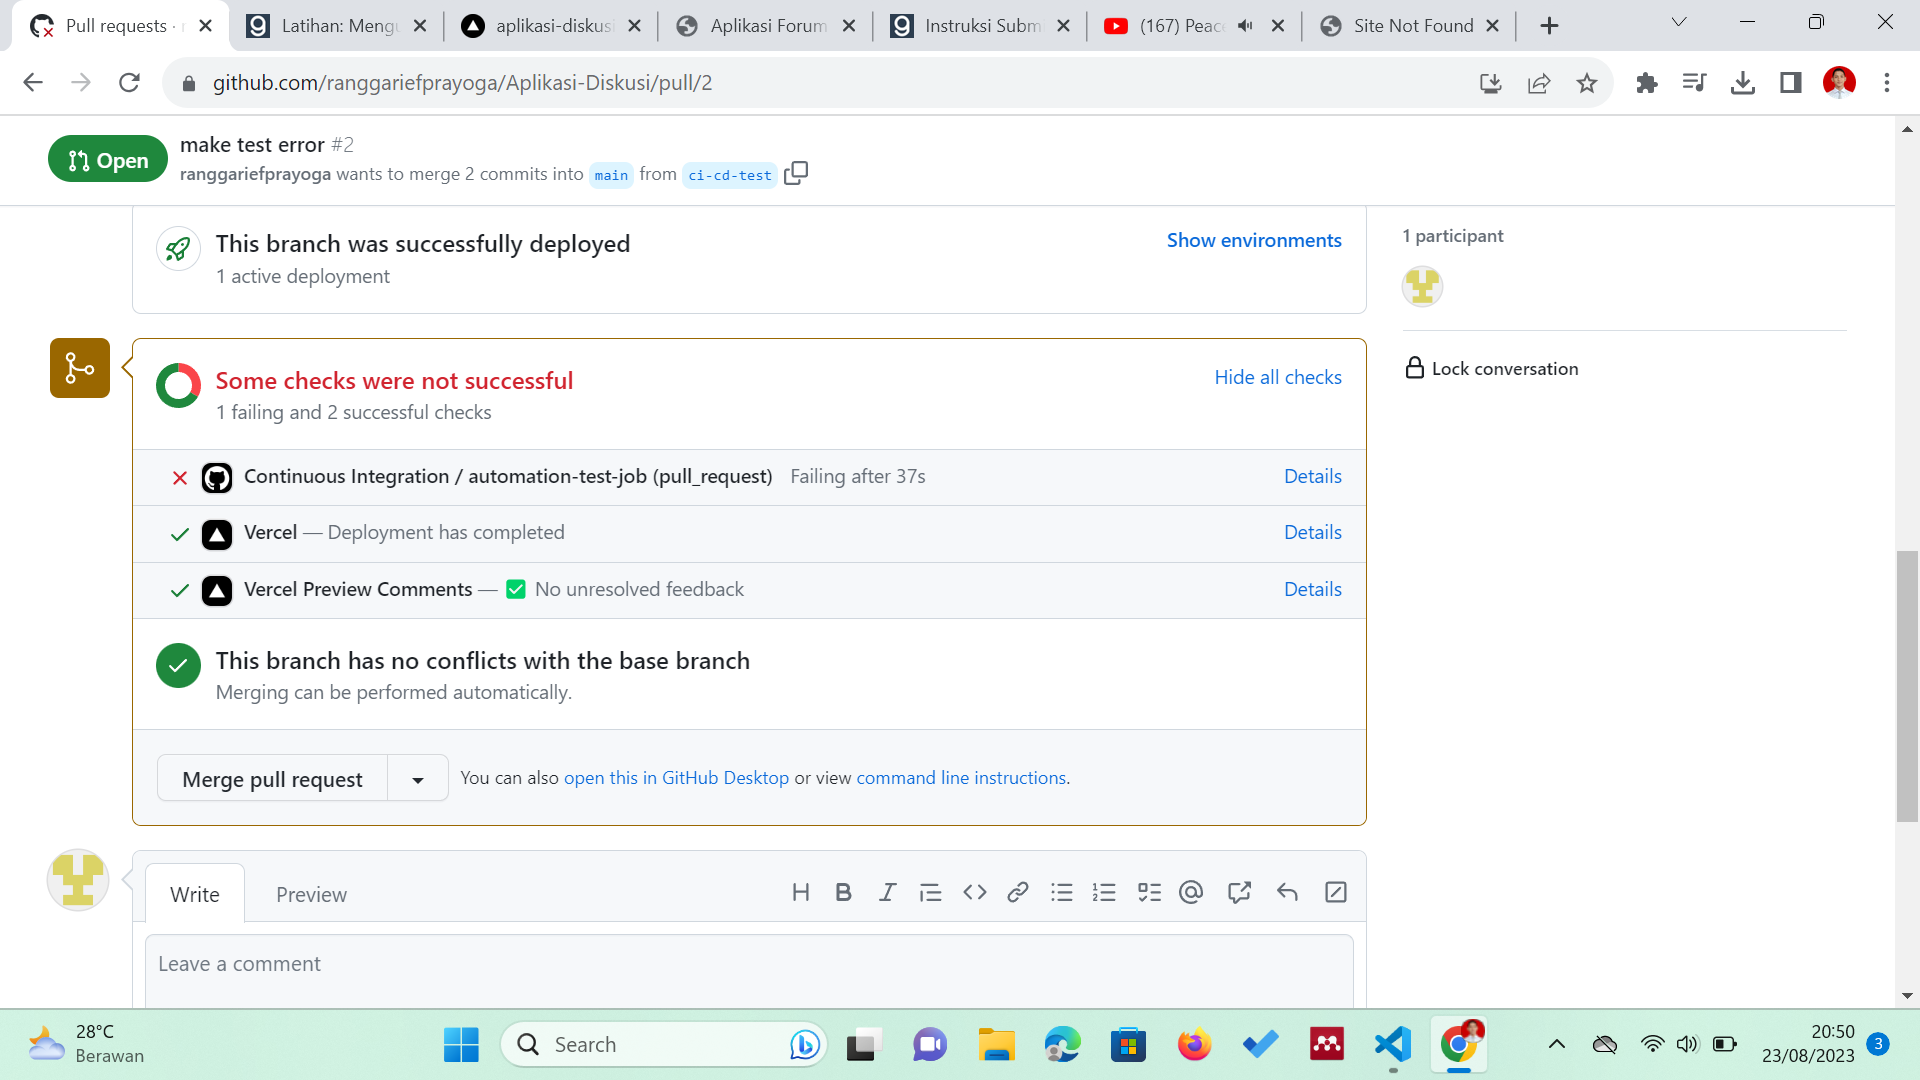 Pull requests · r
Latihan: Mengu
aplikasi-diskusi
Aplikasi Forum
Instruksi Subm
(167) Peace
Site Not Found
github.com/ranggariefprayoga/Aplikasi-Diskusi/pull/2
Open
make test error #2
ranggariefprayoga wants to merge 2 commits into main from ci-cd-test
This branch was successfully deployed
1 active deployment
Show environments
1 participant
Lock conversation
Some checks were not successful
1 failing and 2 successful checks
Hide all checks
Continuous Integration / automation-test-job (pull_request) Failing after 37s
Details
Vercel — Deployment has completed
Details
Vercel Preview Comments — ✅ No unresolved feedback
Details
This branch has no conflicts with the base branch
Merging can be performed automatically.
Merge pull request
You can also open this in GitHub Desktop or view command line instructions.
Write
Preview
Leave a comment
28°C
Berawan
Search
20:50
23/08/2023
3